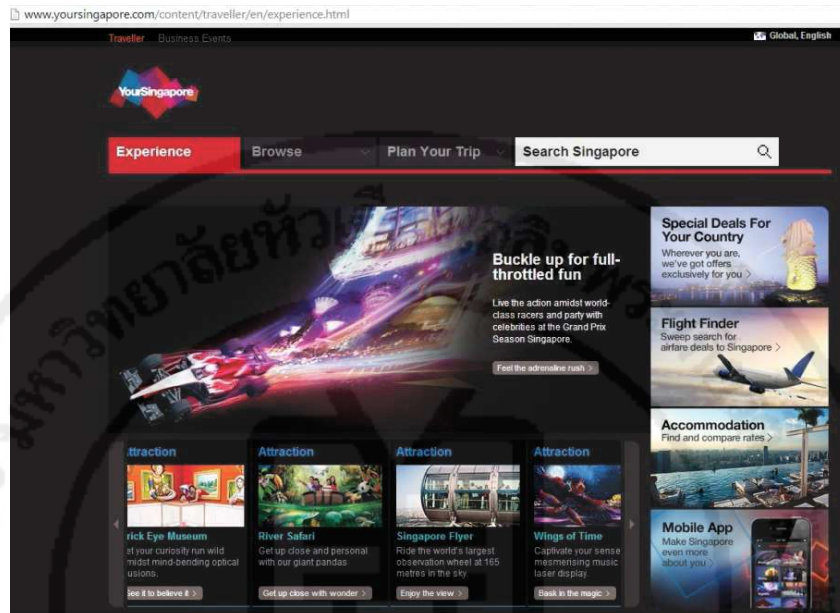 www.yoursingapore.com/content/traveller/en/experience.html
Traveller Business Events
Global, English
YourSingapore
Experience
Browse
Plan Your Trip
Search Singapore
Buckle up for full-
throttled fun
Live the action amidst world-
class racers and party with
celebrities at the Grand Prix
Season Singapore.
Feel the adrenaline rush >
Special Deals For
Your Country
Wherever you are,
we've got offers
exclusively for you >
Flight Finder
Sweep search for
airfare deals to Singapore >
Accommodation
Find and compare rates >
Mobile App
Make Singapore
even more
about you >
ttraction
rick Eye Museum
et your curiosity run wild
midst mind-bending optical
usions.
See it to believe it >
Attraction
River Safari
Get up close and personal
with our giant pandas
Get up close with wonder >
Attraction
Singapore Flyer
Ride the world's largest
observation wheel at 165
metres in the sky
Enjoy the view >
Attraction
Wings of Time
Captivate your sense
mesmerising music
laser display.
Bask in the magic >